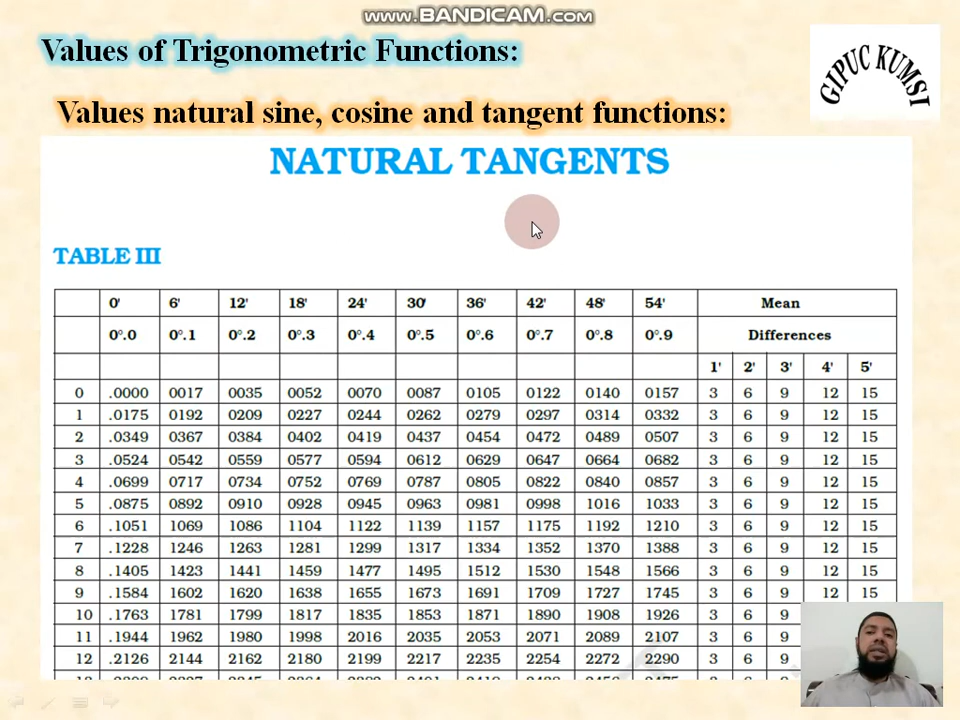 www.BANDICAM.com
Values of Trigonometric Functions:
GIPUC KUMSI
Values natural sine, cosine and tangent functions:
NATURAL TANGENTS
TABLE III
0' 6' 12' 18' 24' 30' 36' 42' 48' 54' Mean
0°.0 0°.1 0°.2 0°.3 0°.4 0°.5 0°.6 0°.7 0°.8 0°.9 Differences
1' 2' 3' 4' 5'
0 .0000 0017 0035 0052 0070 0087 0105 0122 0140 0157 3 6 9 12 15
1 .0175 0192 0209 0227 0244 0262 0279 0297 0314 0332 3 6 9 12 15
2 .0349 0367 0384 0402 0419 0437 0454 0472 0489 0507 3 6 9 12 15
3 .0524 0542 0559 0577 0594 0612 0629 0647 0664 0682 3 6 9 12 15
4 .0699 0717 0734 0752 0769 0787 0805 0822 0840 0857 3 6 9 12 15
5 .0875 0892 0910 0928 0945 0963 0981 0998 1016 1033 3 6 9 12 15
6 .1051 1069 1086 1104 1122 1139 1157 1175 1192 1210 3 6 9 12 15
7 .1228 1246 1263 1281 1299 1317 1334 1352 1370 1388 3 6 9 12 15
8 .1405 1423 1441 1459 1477 1495 1512 1530 1548 1566 3 6 9 12 15
9 .1584 1602 1620 1638 1655 1673 1691 1709 1727 1745 3 6 9 12 15
10 .1763 1781 1799 1817 1835 1853 1871 1890 1908 1926 3 6 9
11 .1944 1962 1980 1998 2016 2035 2053 2071 2089 2107 3 6 9
12 .2126 2144 2162 2180 2199 2217 2235 2254 2272 2290 3 6 9